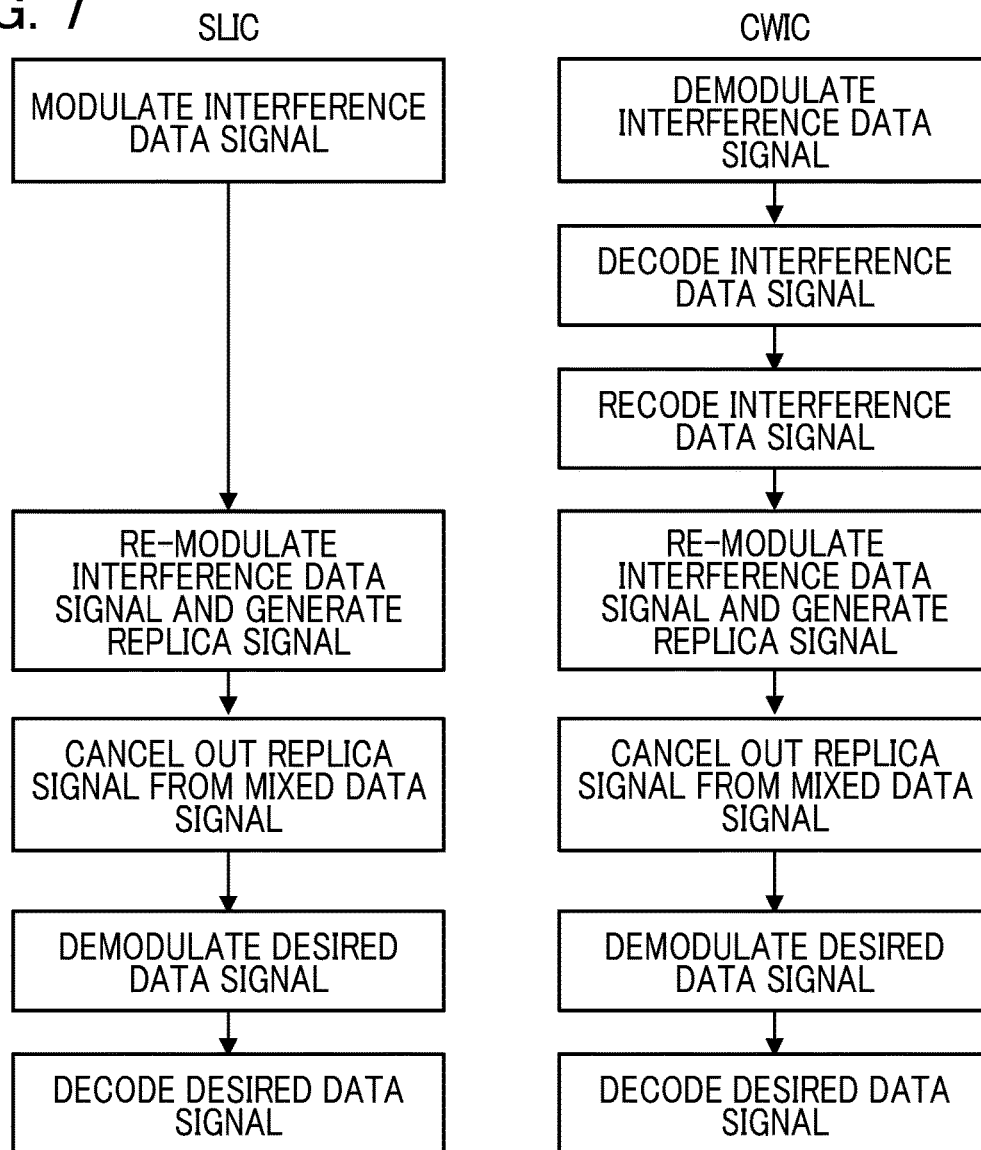 G. 7
SLIC
MODULATE INTERFERENCE
DATA SIGNAL
RE-MODULATE
INTERFERENCE DATA
SIGNAL AND GENERATE
REPLICA SIGNAL
CANCEL OUT REPLICA
SIGNAL FROM MIXED DATA
SIGNAL
DEMODULATE DESIRED
DATA SIGNAL
DECODE DESIRED DATA
SIGNAL
CWIC
DEMODULATE
INTERFERENCE DATA
SIGNAL
DECODE INTERFERENCE
DATA SIGNAL
RECODE INTERFERENCE
DATA SIGNAL
RE-MODULATE
INTERFERENCE DATA
SIGNAL AND GENERATE
REPLICA SIGNAL
CANCEL OUT REPLICA
SIGNAL FROM MIXED DATA
SIGNAL
DEMODULATE DESIRED
DATA SIGNAL
DECODE DESIRED DATA
SIGNAL